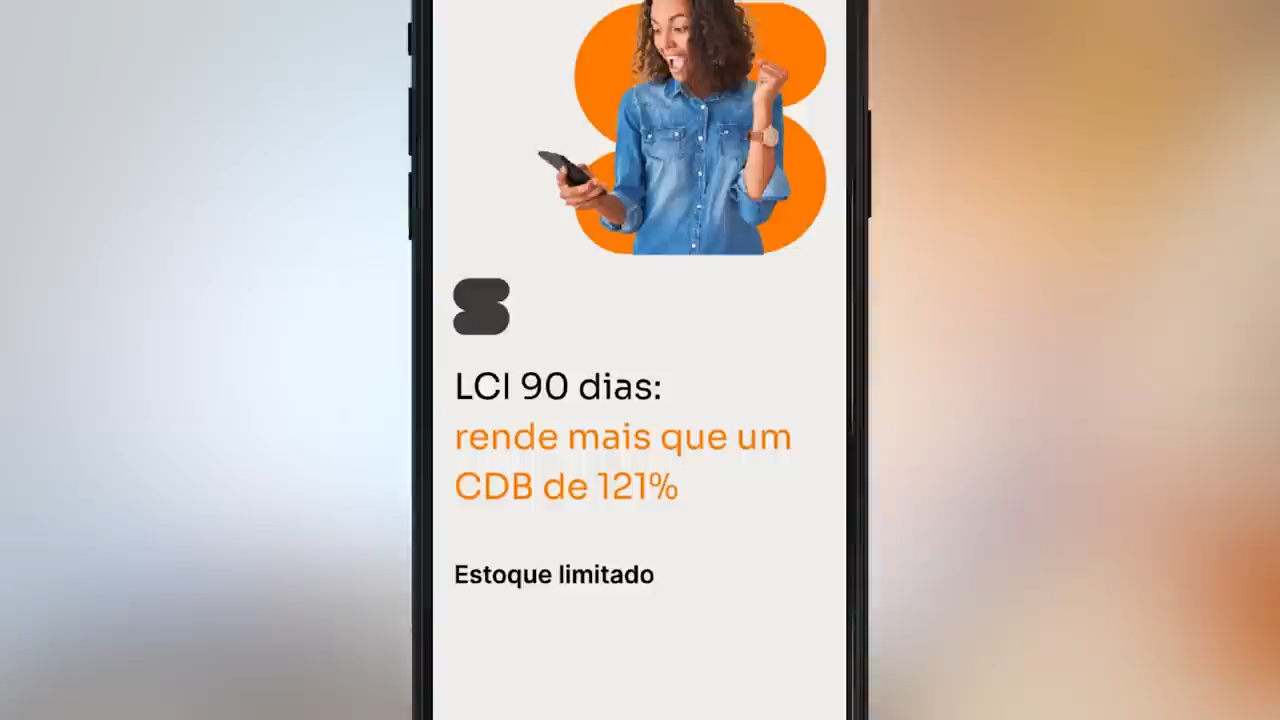 LCI 90 dias:
rende mais que um
CDB de 121%
Estoque limitado